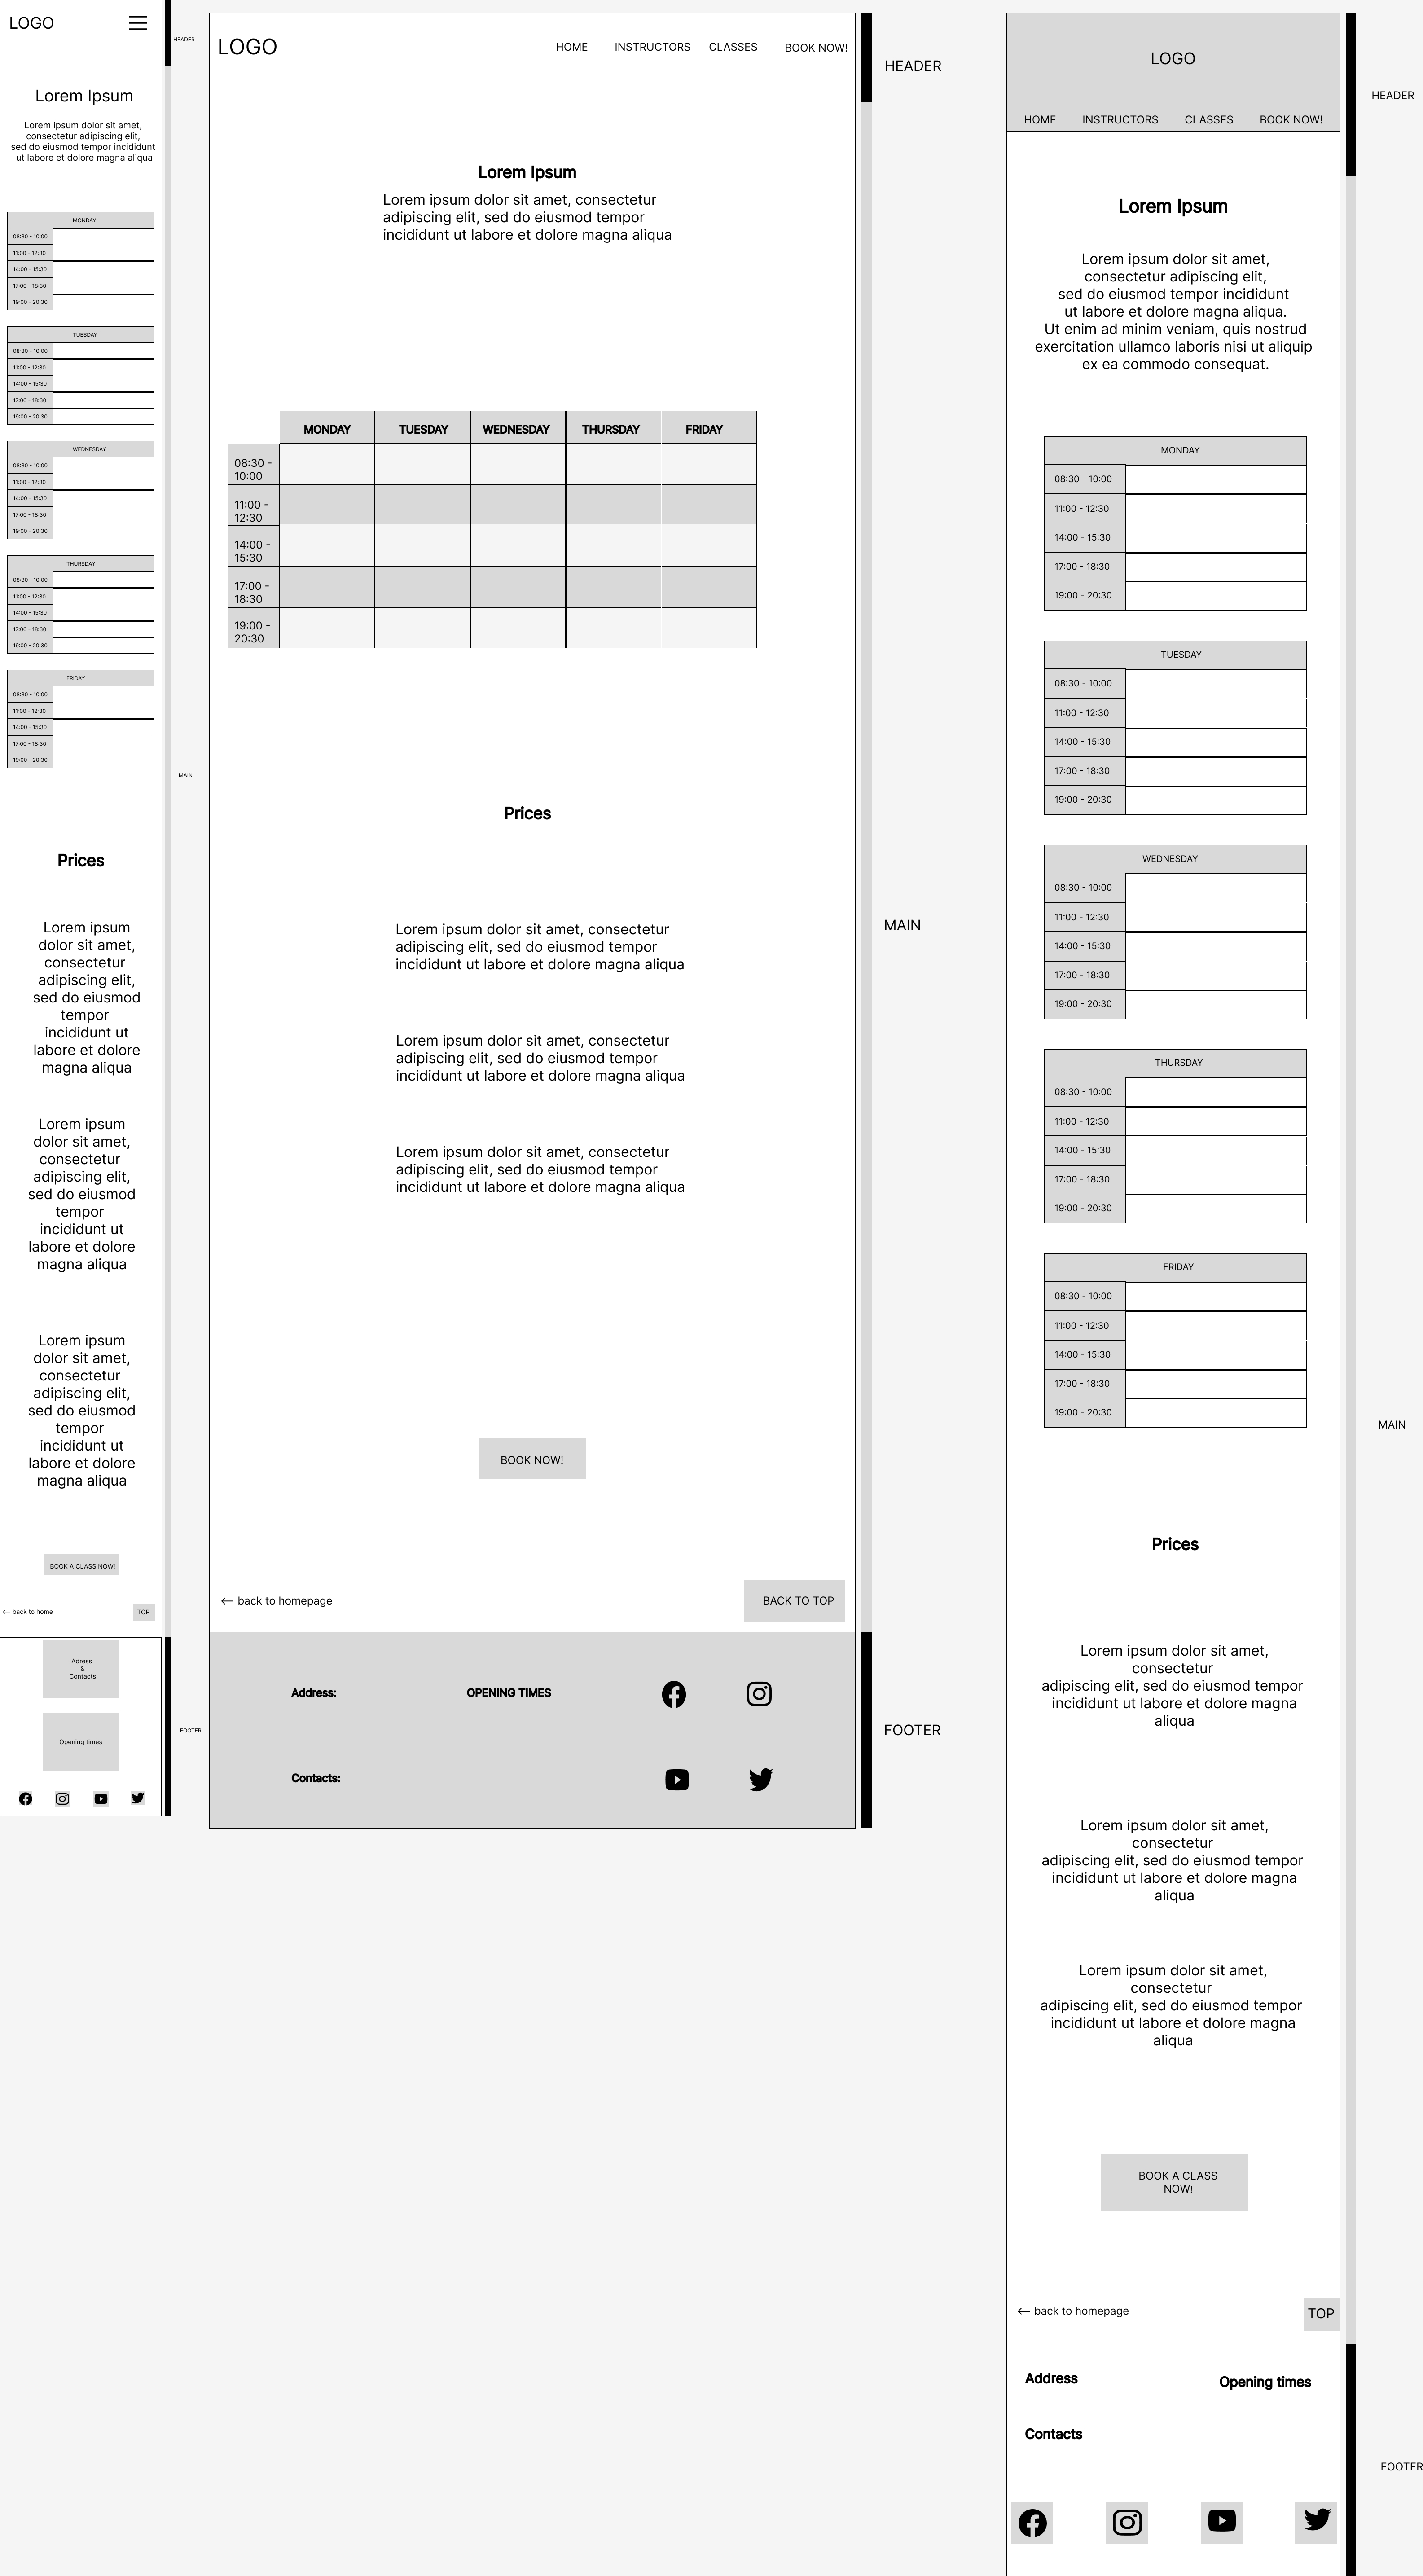 LOGO
HEADER
Lorem Ipsum
Lorem ipsum dolor sit amet,
consectetur adipiscing elit,
sed do eiusmod tempor incididunt
ut labore et dolore magna aliqua
MONDAY
08:30 - 10:00
11:00 - 12:30
14:00 - 15:30
17:00 - 18:30
19:00 - 20:30
TUESDAY
08:30 - 10:00
11:00 - 12:30
14:00 - 15:30
17:00 - 18:30
19:00 - 20:30
WEDNESDAY
08:30 - 10:00
11:00 - 12:30
14:00 - 15:30
17:00 - 18:30
19:00 - 20:30
THURSDAY
08:30 - 10:00
11:00 - 12:30
14:00 - 15:30
17:00 - 18:30
19:00 - 20:30
FRIDAY
08:30 - 10:00
11:00 - 12:30
14:00 - 15:30
17:00 - 18:30
19:00 - 20:30
MAIN
Prices
Lorem ipsum
dolor sit amet,
consectetur
adipiscing elit,
sed do eiusmod
tempor
incididunt ut
labore et dolore
magna aliqua
Lorem ipsum
dolor sit amet,
consectetur
adipiscing elit,
sed do eiusmod
tempor
incididunt ut
labore et dolore
magna aliqua
Lorem ipsum
dolor sit amet,
consectetur
adipiscing elit,
sed do eiusmod
tempor
incididunt ut
labore et dolore
magna aliqua
BOOK A CLASS NOW!
← back to home
TOP
Adress
&
Contacts
Opening times
FOOTER
LOGO
HOME INSTRUCTORS CLASSES BOOK NOW!
HEADER
Lorem Ipsum
Lorem ipsum dolor sit amet, consectetur
adipiscing elit, sed do eiusmod tempor
incididunt ut labore et dolore magna aliqua
MONDAY TUESDAY WEDNESDAY THURSDAY FRIDAY
08:30 -
10:00
11:00 -
12:30
14:00 -
15:30
17:00 -
18:30
19:00 -
20:30
Prices
MAIN
Lorem ipsum dolor sit amet, consectetur
adipiscing elit, sed do eiusmod tempor
incididunt ut labore et dolore magna aliqua
Lorem ipsum dolor sit amet, consectetur
adipiscing elit, sed do eiusmod tempor
incididunt ut labore et dolore magna aliqua
Lorem ipsum dolor sit amet, consectetur
adipiscing elit, sed do eiusmod tempor
incididunt ut labore et dolore magna aliqua
BOOK NOW!
← back to homepage
BACK TO TOP
Address:
OPENING TIMES
FOOTER
Contacts:
LOGO
HEADER
HOME INSTRUCTORS CLASSES BOOK NOW!
Lorem Ipsum
Lorem ipsum dolor sit amet,
consectetur adipiscing elit,
sed do eiusmod tempor incididunt
ut labore et dolore magna aliqua.
Ut enim ad minim veniam, quis nostrud
exercitation ullamco laboris nisi ut aliquip
ex ea commodo consequat.
MONDAY
08:30 - 10:00
11:00 - 12:30
14:00 - 15:30
17:00 - 18:30
19:00 - 20:30
TUESDAY
08:30 - 10:00
11:00 - 12:30
14:00 - 15:30
17:00 - 18:30
19:00 - 20:30
WEDNESDAY
08:30 - 10:00
11:00 - 12:30
14:00 - 15:30
17:00 - 18:30
19:00 - 20:30
THURSDAY
08:30 - 10:00
11:00 - 12:30
14:00 - 15:30
17:00 - 18:30
19:00 - 20:30
FRIDAY
08:30 - 10:00
11:00 - 12:30
14:00 - 15:30
17:00 - 18:30
19:00 - 20:30
MAIN
Prices
Lorem ipsum dolor sit amet,
consectetur
adipiscing elit, sed do eiusmod tempor
incididunt ut labore et dolore magna
aliqua
Lorem ipsum dolor sit amet,
consectetur
adipiscing elit, sed do eiusmod tempor
incididunt ut labore et dolore magna
aliqua
Lorem ipsum dolor sit amet,
consectetur
adipiscing elit, sed do eiusmod tempor
incididunt ut labore et dolore magna
aliqua
BOOK A CLASS
NOW!
← back to homepage
TOP
Address
Opening times
Contacts
FOOTER